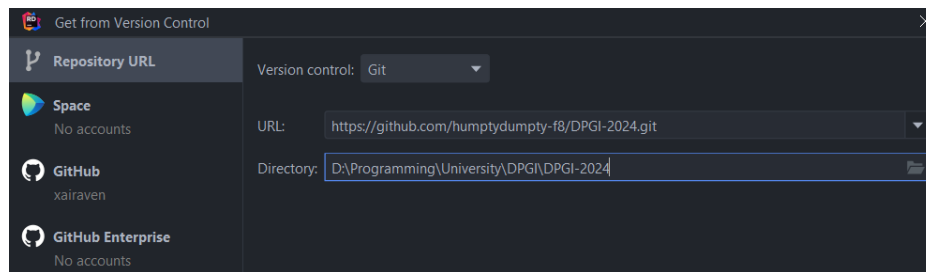 RD
Get from Version Control
Repository URL
Space
No accounts
GitHub
xairaven
GitHub Enterprise
No accounts
Version control: Git
URL: https://github.com/humptydumpty-f8/DPGI-2024.git
Directory: D:\Programming\University\DPGI\DPGI-2024